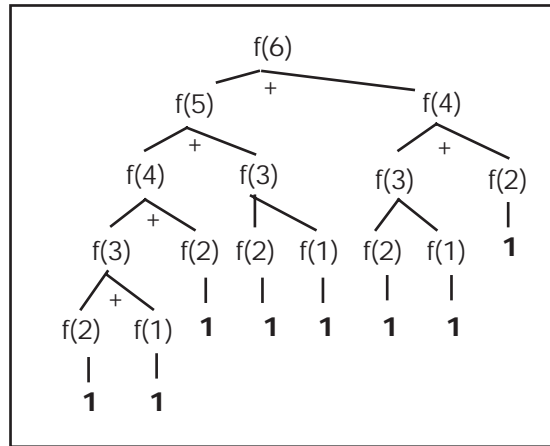 f(6)
+
f(5) f(4)
+ +
f(4) f(3) f(3) f(2)
+
f(3) f(2) f(2) f(1) f(2) f(1) 1
+
f(2) f(1) 1 1 1 1 1
1 1